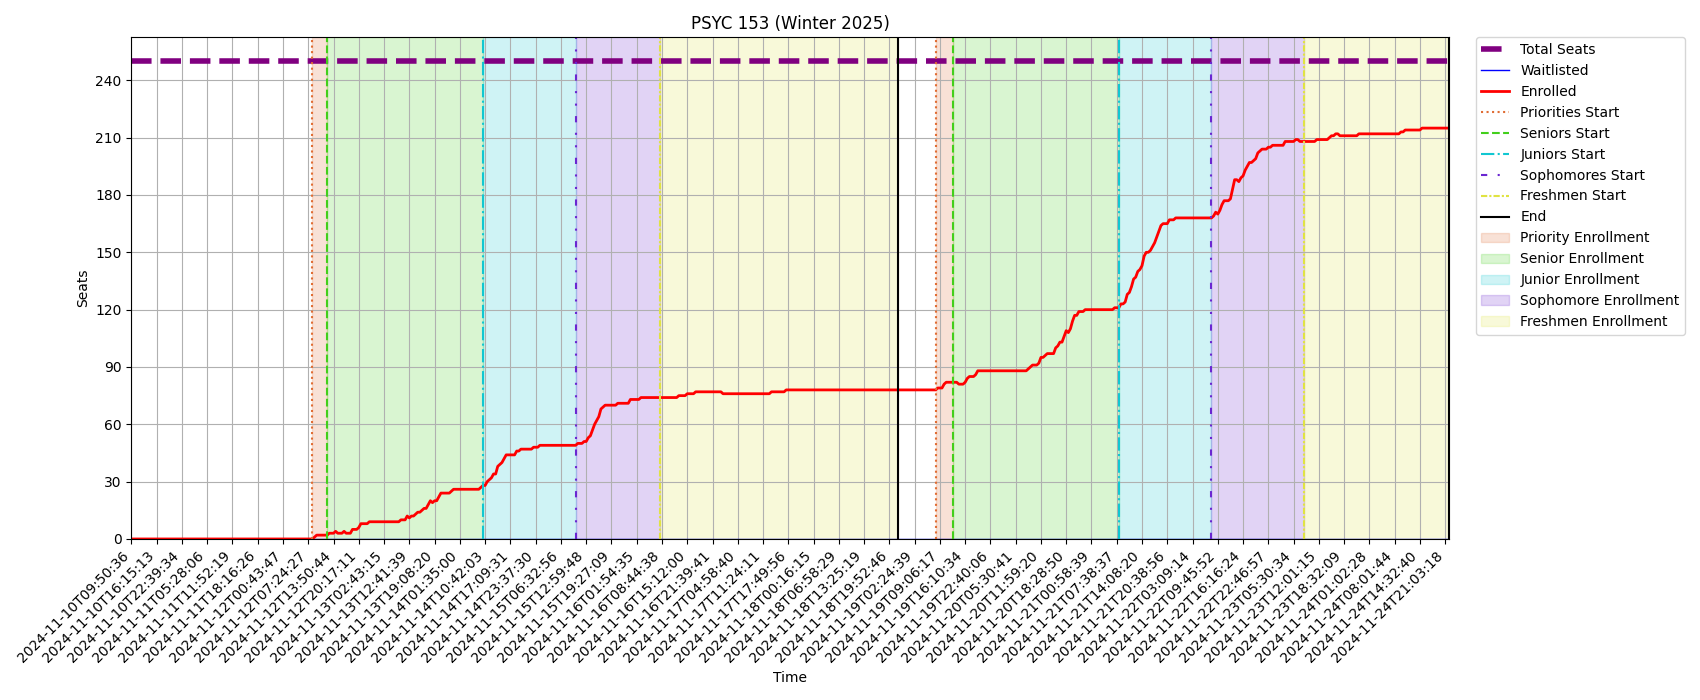 PSYC 153 (Winter 2025)
Total Seats
Waitlisted
Enrolled
Priorities Start
Seniors Start
Juniors Start
Sophomores Start
Freshmen Start
End
Priority Enrollment
Senior Enrollment
Junior Enrollment
Sophomore Enrollment
Freshmen Enrollment
Seats
240
210
180
150
120
90
60
30
0
2024-11-10T09:50:36
2024-11-10T16:15:13
2024-11-10T22:39:34
2024-11-11T05:28:06
2024-11-11T11:52:19
2024-11-11T18:16:26
2024-11-12T00:43:47
2024-11-12T07:24:27
2024-11-12T13:50:44
2024-11-12T20:17:11
2024-11-13T02:43:15
2024-11-13T12:41:39
2024-11-13T19:08:20
2024-11-14T01:35:00
2024-11-14T10:42:03
2024-11-14T17:09:31
2024-11-14T23:37:30
2024-11-15T06:32:56
2024-11-15T12:59:48
2024-11-15T19:27:09
2024-11-16T01:54:35
2024-11-16T08:44:38
2024-11-16T15:12:00
2024-11-16T21:39:41
2024-11-17T04:58:40
2024-11-17T11:24:11
2024-11-17T17:49:56
2024-11-18T00:16:15
2024-11-18T06:58:29
2024-11-18T13:25:19
2024-11-18T19:52:46
2024-11-19T02:24:39
2024-11-19T09:06:17
2024-11-19T16:10:34
2024-11-19T22:40:06
2024-11-20T05:30:41
2024-11-20T11:59:20
2024-11-20T18:28:50
2024-11-21T00:58:39
2024-11-21T07:38:37
2024-11-21T14:08:20
2024-11-21T20:38:56
2024-11-22T03:09:14
2024-11-22T09:45:52
2024-11-22T16:16:24
2024-11-22T22:46:57
2024-11-23T05:30:34
2024-11-23T12:01:15
2024-11-23T18:32:09
2024-11-24T01:02:28
2024-11-24T08:01:44
2024-11-24T14:32:40
2024-11-24T21:03:18
Time